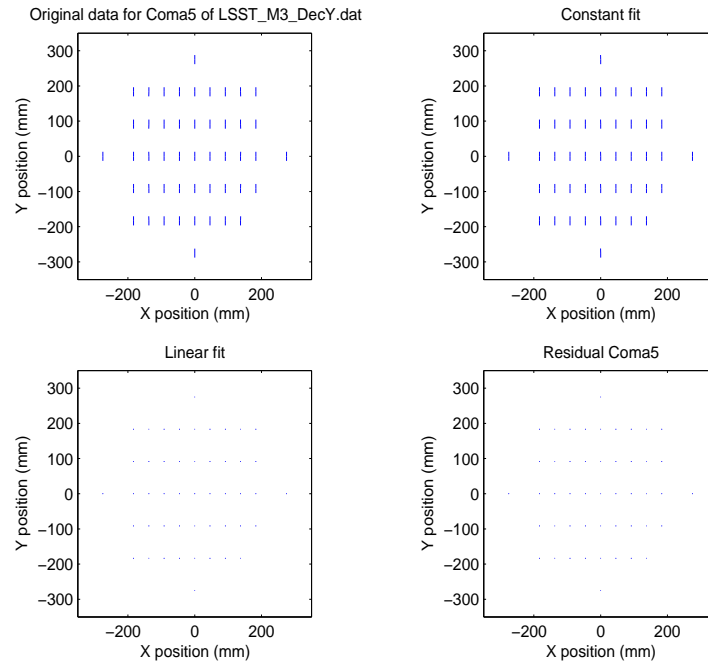 Original data for Coma5 of LSST_M3_DecY.dat
300
200
100
0
−100
−200
−300
Y position (mm)
−200 0 200
X position (mm)
Constant fit
300
200
100
0
−100
−200
−300
Y position (mm)
−200 0 200
X position (mm)
Linear fit
300
200
100
0
−100
−200
−300
Y position (mm)
−200 0 200
X position (mm)
Residual Coma5
300
200
100
0
−100
−200
−300
Y position (mm)
−200 0 200
X position (mm)